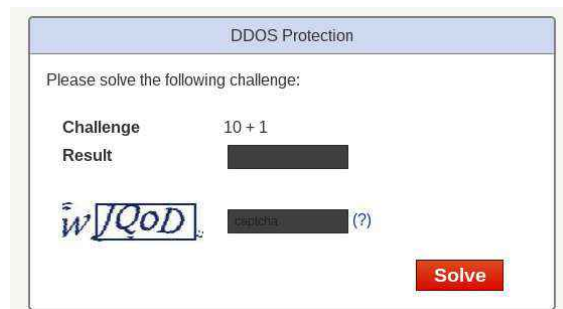 DDOS Protection
Please solve the following challenge:
Challenge 10 + 1
Result
captcha (?)
Solve